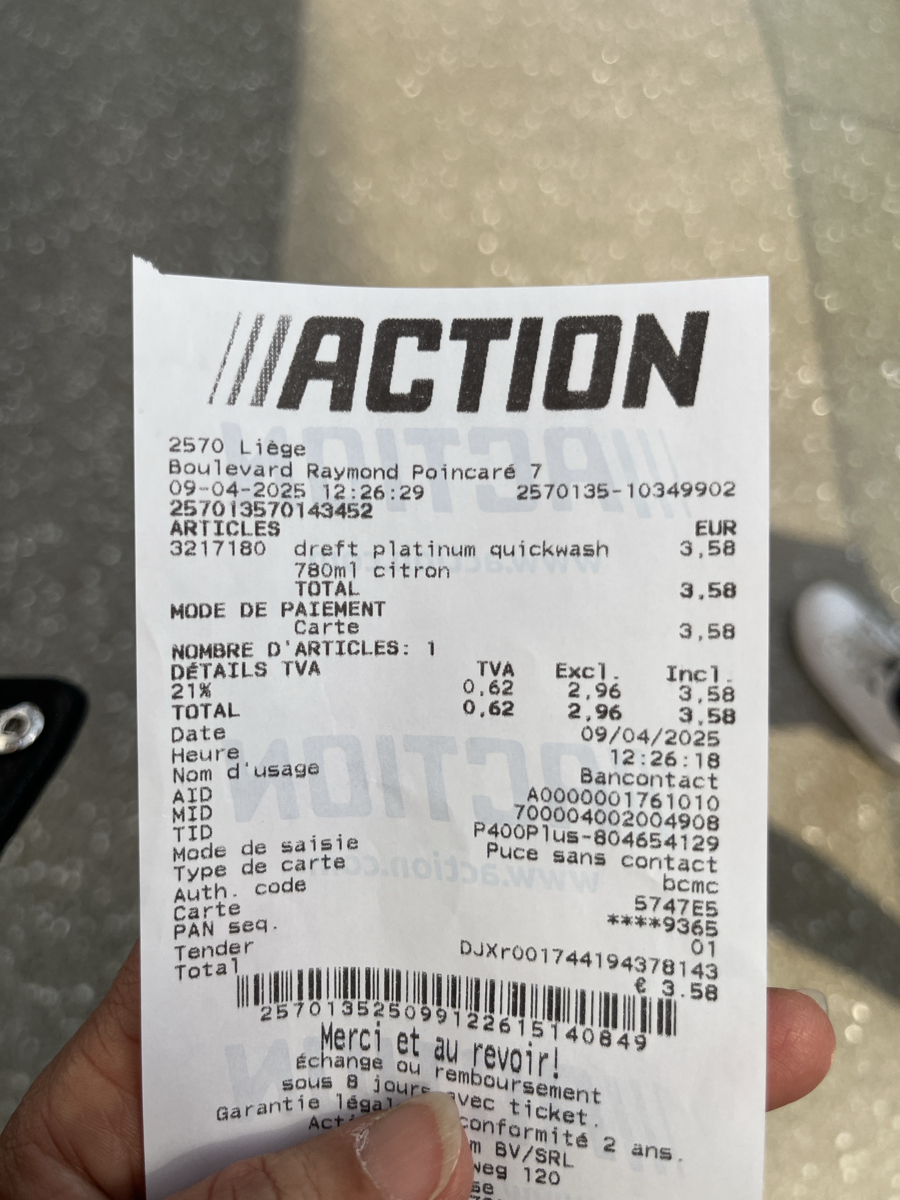 ACTION
2570 Liège
Boulevard Raymond Poincaré 7
09-04-2025 12:26:29 2570135-10349902
257013570143452
ARTICLES EUR
3217180 dreft platinum quickwash 3,58
780ml citron
TOTAL 3,58
MODE DE PAIEMENT
Carte 3,58
NOMBRE D'ARTICLES: 1
DÉTAILS TVA TVA Excl. Incl.
21% 0,62 2,96 3,58
TOTAL 0,62 2,96 3,58
Date 09/04/2025
Heure 12:26:18
Nom d'usage Bancontact
AID A0000001761010
MID 700004002004908
TID P400Plus-804654129
Mode de saisie Puce sans contact
Type de carte bcmc
Auth. code 5747E5
Carte ****9365
PAN seq. 01
Tender DJXr001744194378143
Total € 3.58
257013525099122615140849
Merci et au revoir!
Échange ou remboursement
sous 8 jours avec ticket.
Garantie légal conformité 2 ans.
BV/SRL
120